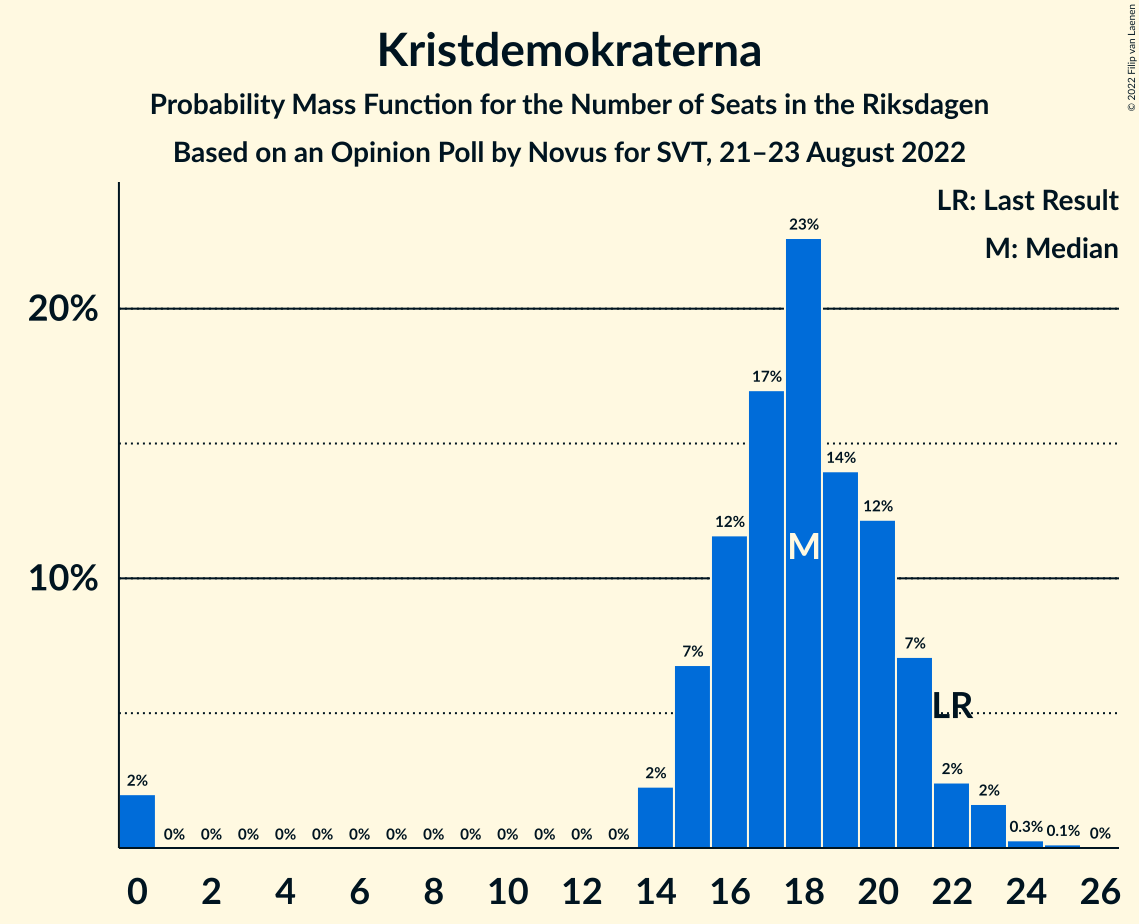 Kristdemokraterna
Probability Mass Function for the Number of Seats in the Riksdagen
Based on an Opinion Poll by Novus for SVT, 21–23 August 2022
© 2022 Filip van Laenen
LR: Last Result
M: Median
23%
20%
17%
14%
12%
12%
M
10%
7%
7%
LR
2%
2%
2%
2%
0% 0% 0% 0% 0% 0% 0% 0% 0% 0% 0% 0% 0% 0.3% 0.1% 0%
0 2 4 6 8 10 12 14 16 18 20 22 24 26